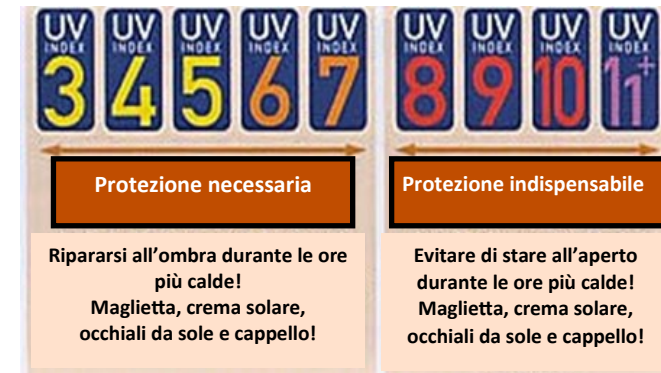 UV UV UV UV UV UV UV UV UV
INDEX INDEX INDEX INDEX INDEX INDEX INDEX INDEX INDEX
3 4 5 6 7 8 9 10 11+
Protezione necessaria
Ripararsi all’ombra durante le ore
più calde!
Maglietta, crema solare,
occhiali da sole e cappello!
Protezione indispensabile
Evitare di stare all’aperto
durante le ore più calde!
Maglietta, crema solare,
occhiali da sole e cappello!